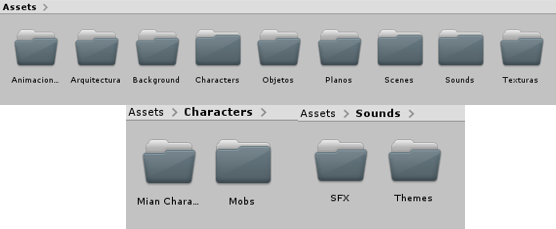 Assets >
Animacion... Arquitectura Background Characters Objetos Planos Scenes Sounds Texturas
Assets > Characters >
Mian Chara... Mobs
Assets > Sounds >
SFX Themes